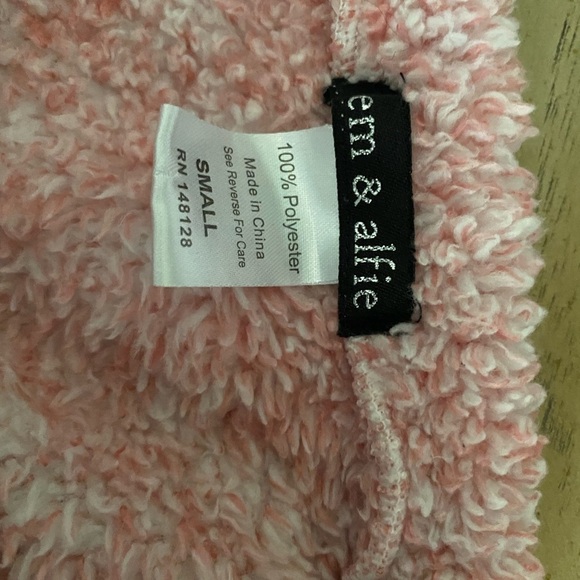 em & alfie
100% Polyester
Made in China
See Reverse For Care
SMALL
RN 148128